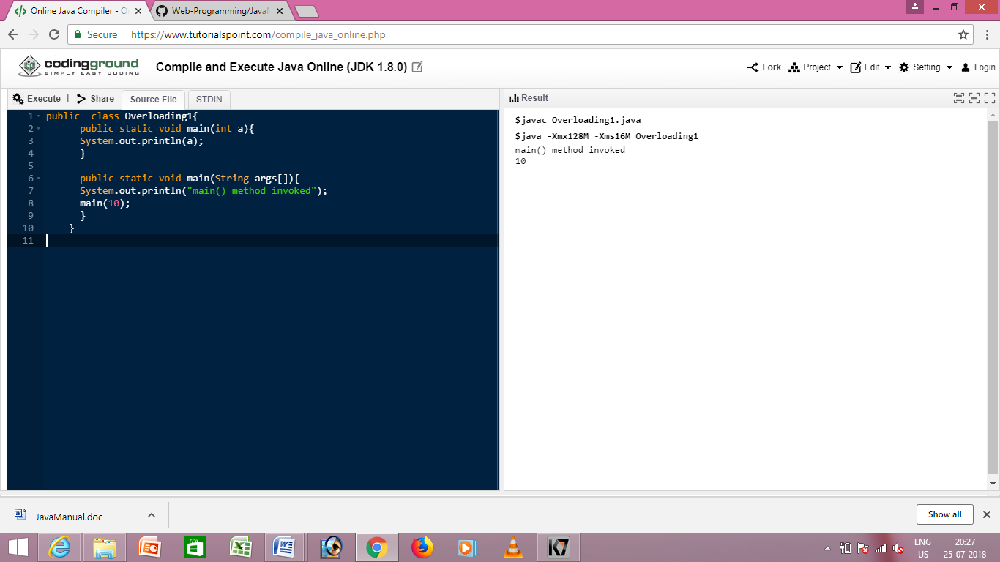 Online Java Compiler - O
Web-Programming/Java
Secure https://www.tutorialspoint.com/compile_java_online.php
codingground
SIMPLY EASY CODING
Compile and Execute Java Online (JDK 1.8.0)
Fork Project Edit Setting Login
Execute | Share Source File STDIN
1 public  class Overloading1{
2 public static void main(int a){
3 System.out.println(a);
4 }
5
6 public static void main(String args[]){
7 System.out.println("main() method invoked");
8 main(10);
9 }
10 }
11
Result
$javac Overloading1.java
$java -Xmx128M -Xms16M Overloading1
main() method invoked
10
JavaManual.doc
Show all
K7
ENG
US
20:27
25-07-2018